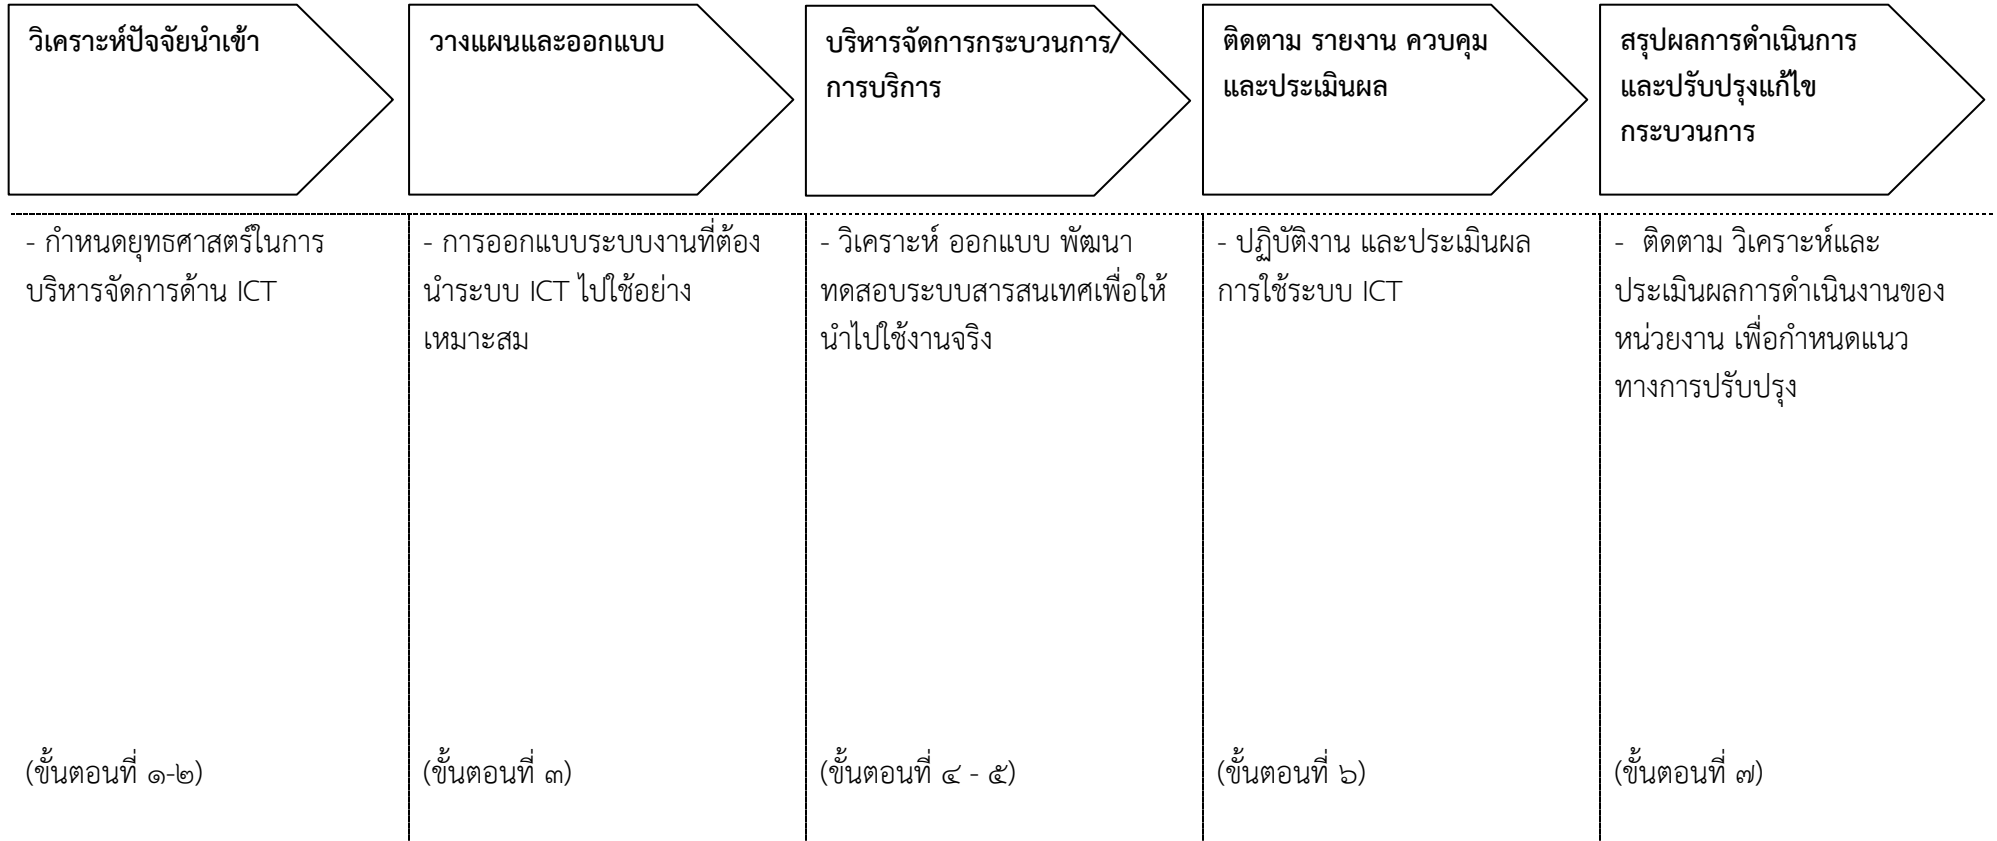 วิเคราะห์ปัจจัยนำเข้า
วางแผนและออกแบบ
บริหารจัดการกระบวนการ/
การบริการ
ติดตาม รายงาน ควบคุม
และประเมินผล
สรุปผลการดำเนินการ
และปรับปรุงแก้ไข
กระบวนการ
- กำหนดยุทธศาสตร์ในการ
บริหารจัดการด้าน ICT
(ขั้นตอนที่ ๑-๒)
- การออกแบบระบบงานที่ต้อง
นำระบบ ICT ไปใช้อย่าง
เหมาะสม
(ขั้นตอนที่ ๓)
- วิเคราะห์ ออกแบบ พัฒนา
ทดสอบระบบสารสนเทศเพื่อให้
นำไปใช้งานจริง
(ขั้นตอนที่ ๔ - ๕)
- ปฏิบัติงาน และประเมินผล
การใช้ระบบ ICT
(ขั้นตอนที่ ๖)
- ติดตาม วิเคราะห์และ
ประเมินผลการดำเนินงานของ
หน่วยงาน เพื่อกำหนดแนว
ทางการปรับปรุง
(ขั้นตอนที่ ๗)